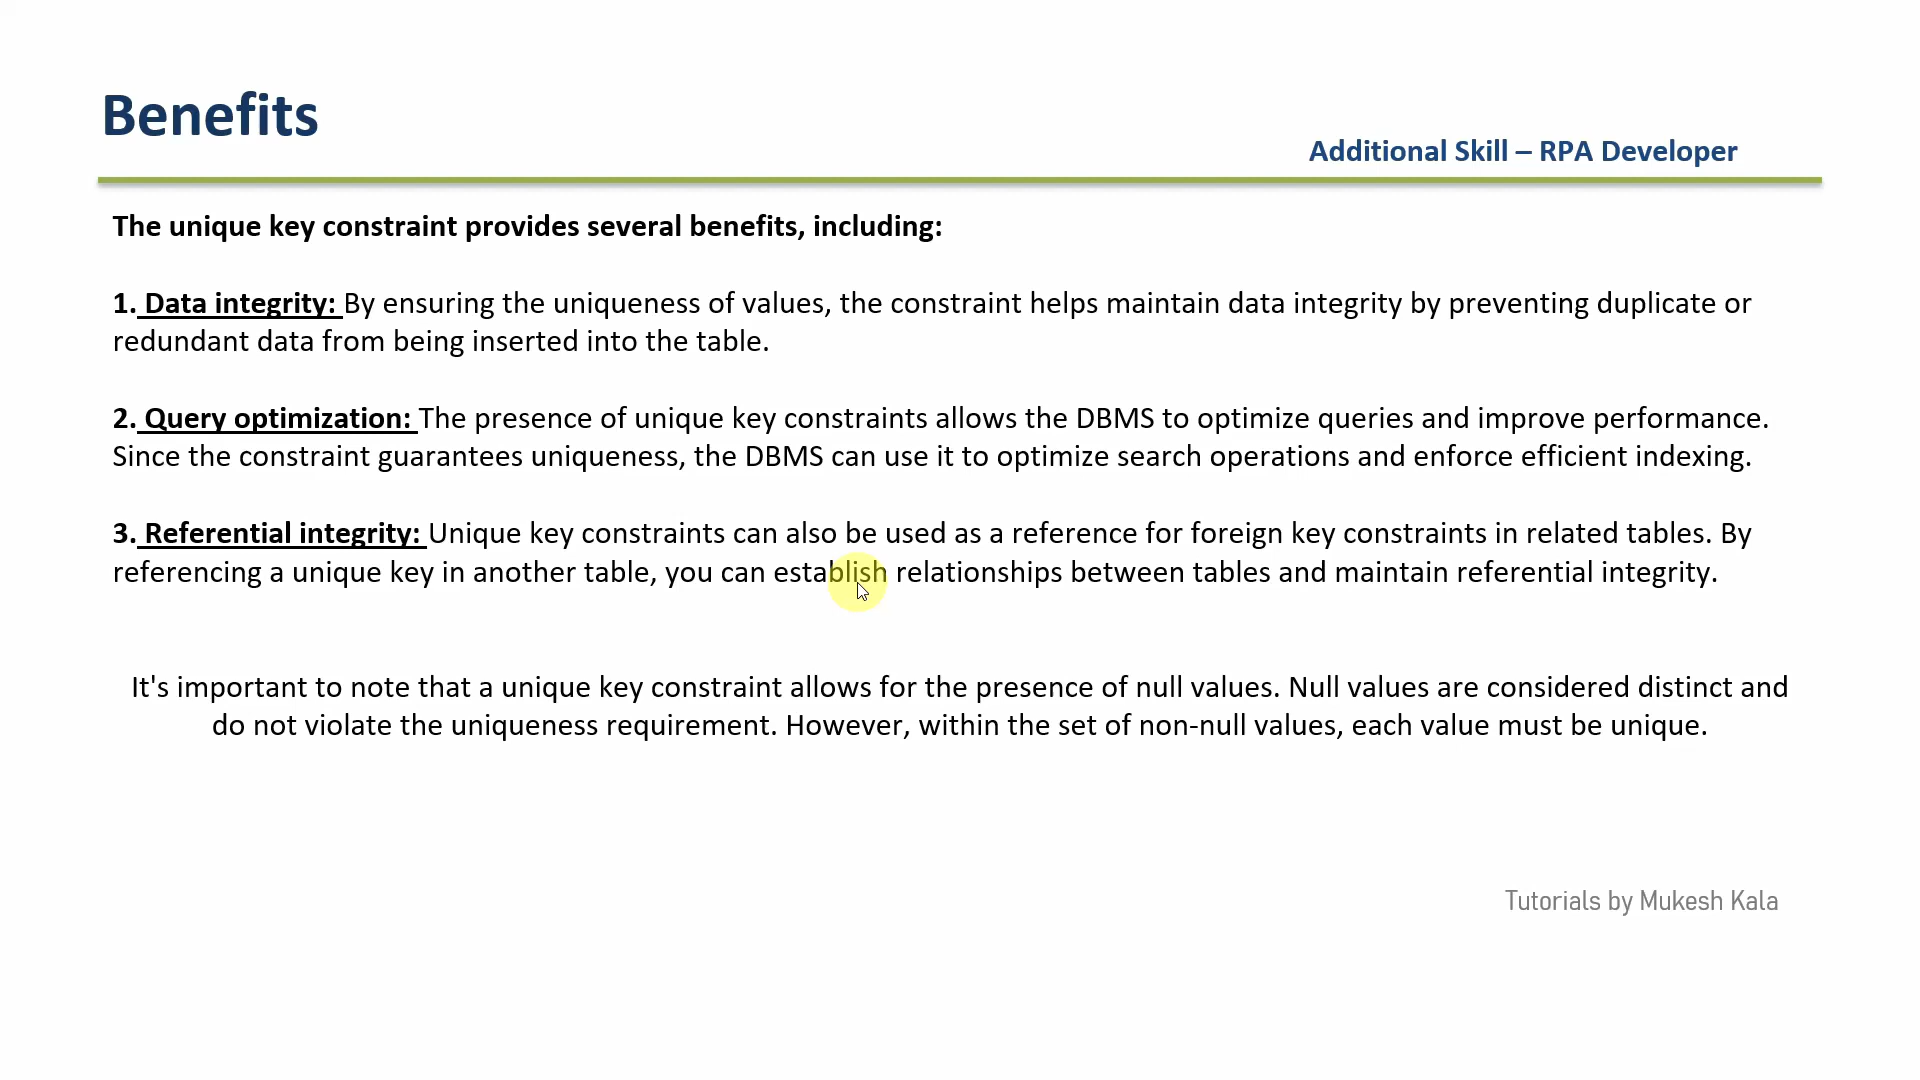 Benefits
Additional Skill – RPA Developer
The unique key constraint provides several benefits, including:
1. Data integrity: By ensuring the uniqueness of values, the constraint helps maintain data integrity by preventing duplicate or
redundant data from being inserted into the table.
2. Query optimization: The presence of unique key constraints allows the DBMS to optimize queries and improve performance.
Since the constraint guarantees uniqueness, the DBMS can use it to optimize search operations and enforce efficient indexing.
3. Referential integrity: Unique key constraints can also be used as a reference for foreign key constraints in related tables. By
referencing a unique key in another table, you can establish relationships between tables and maintain referential integrity.
It's important to note that a unique key constraint allows for the presence of null values. Null values are considered distinct and
do not violate the uniqueness requirement. However, within the set of non-null values, each value must be unique.
Tutorials by Mukesh Kala